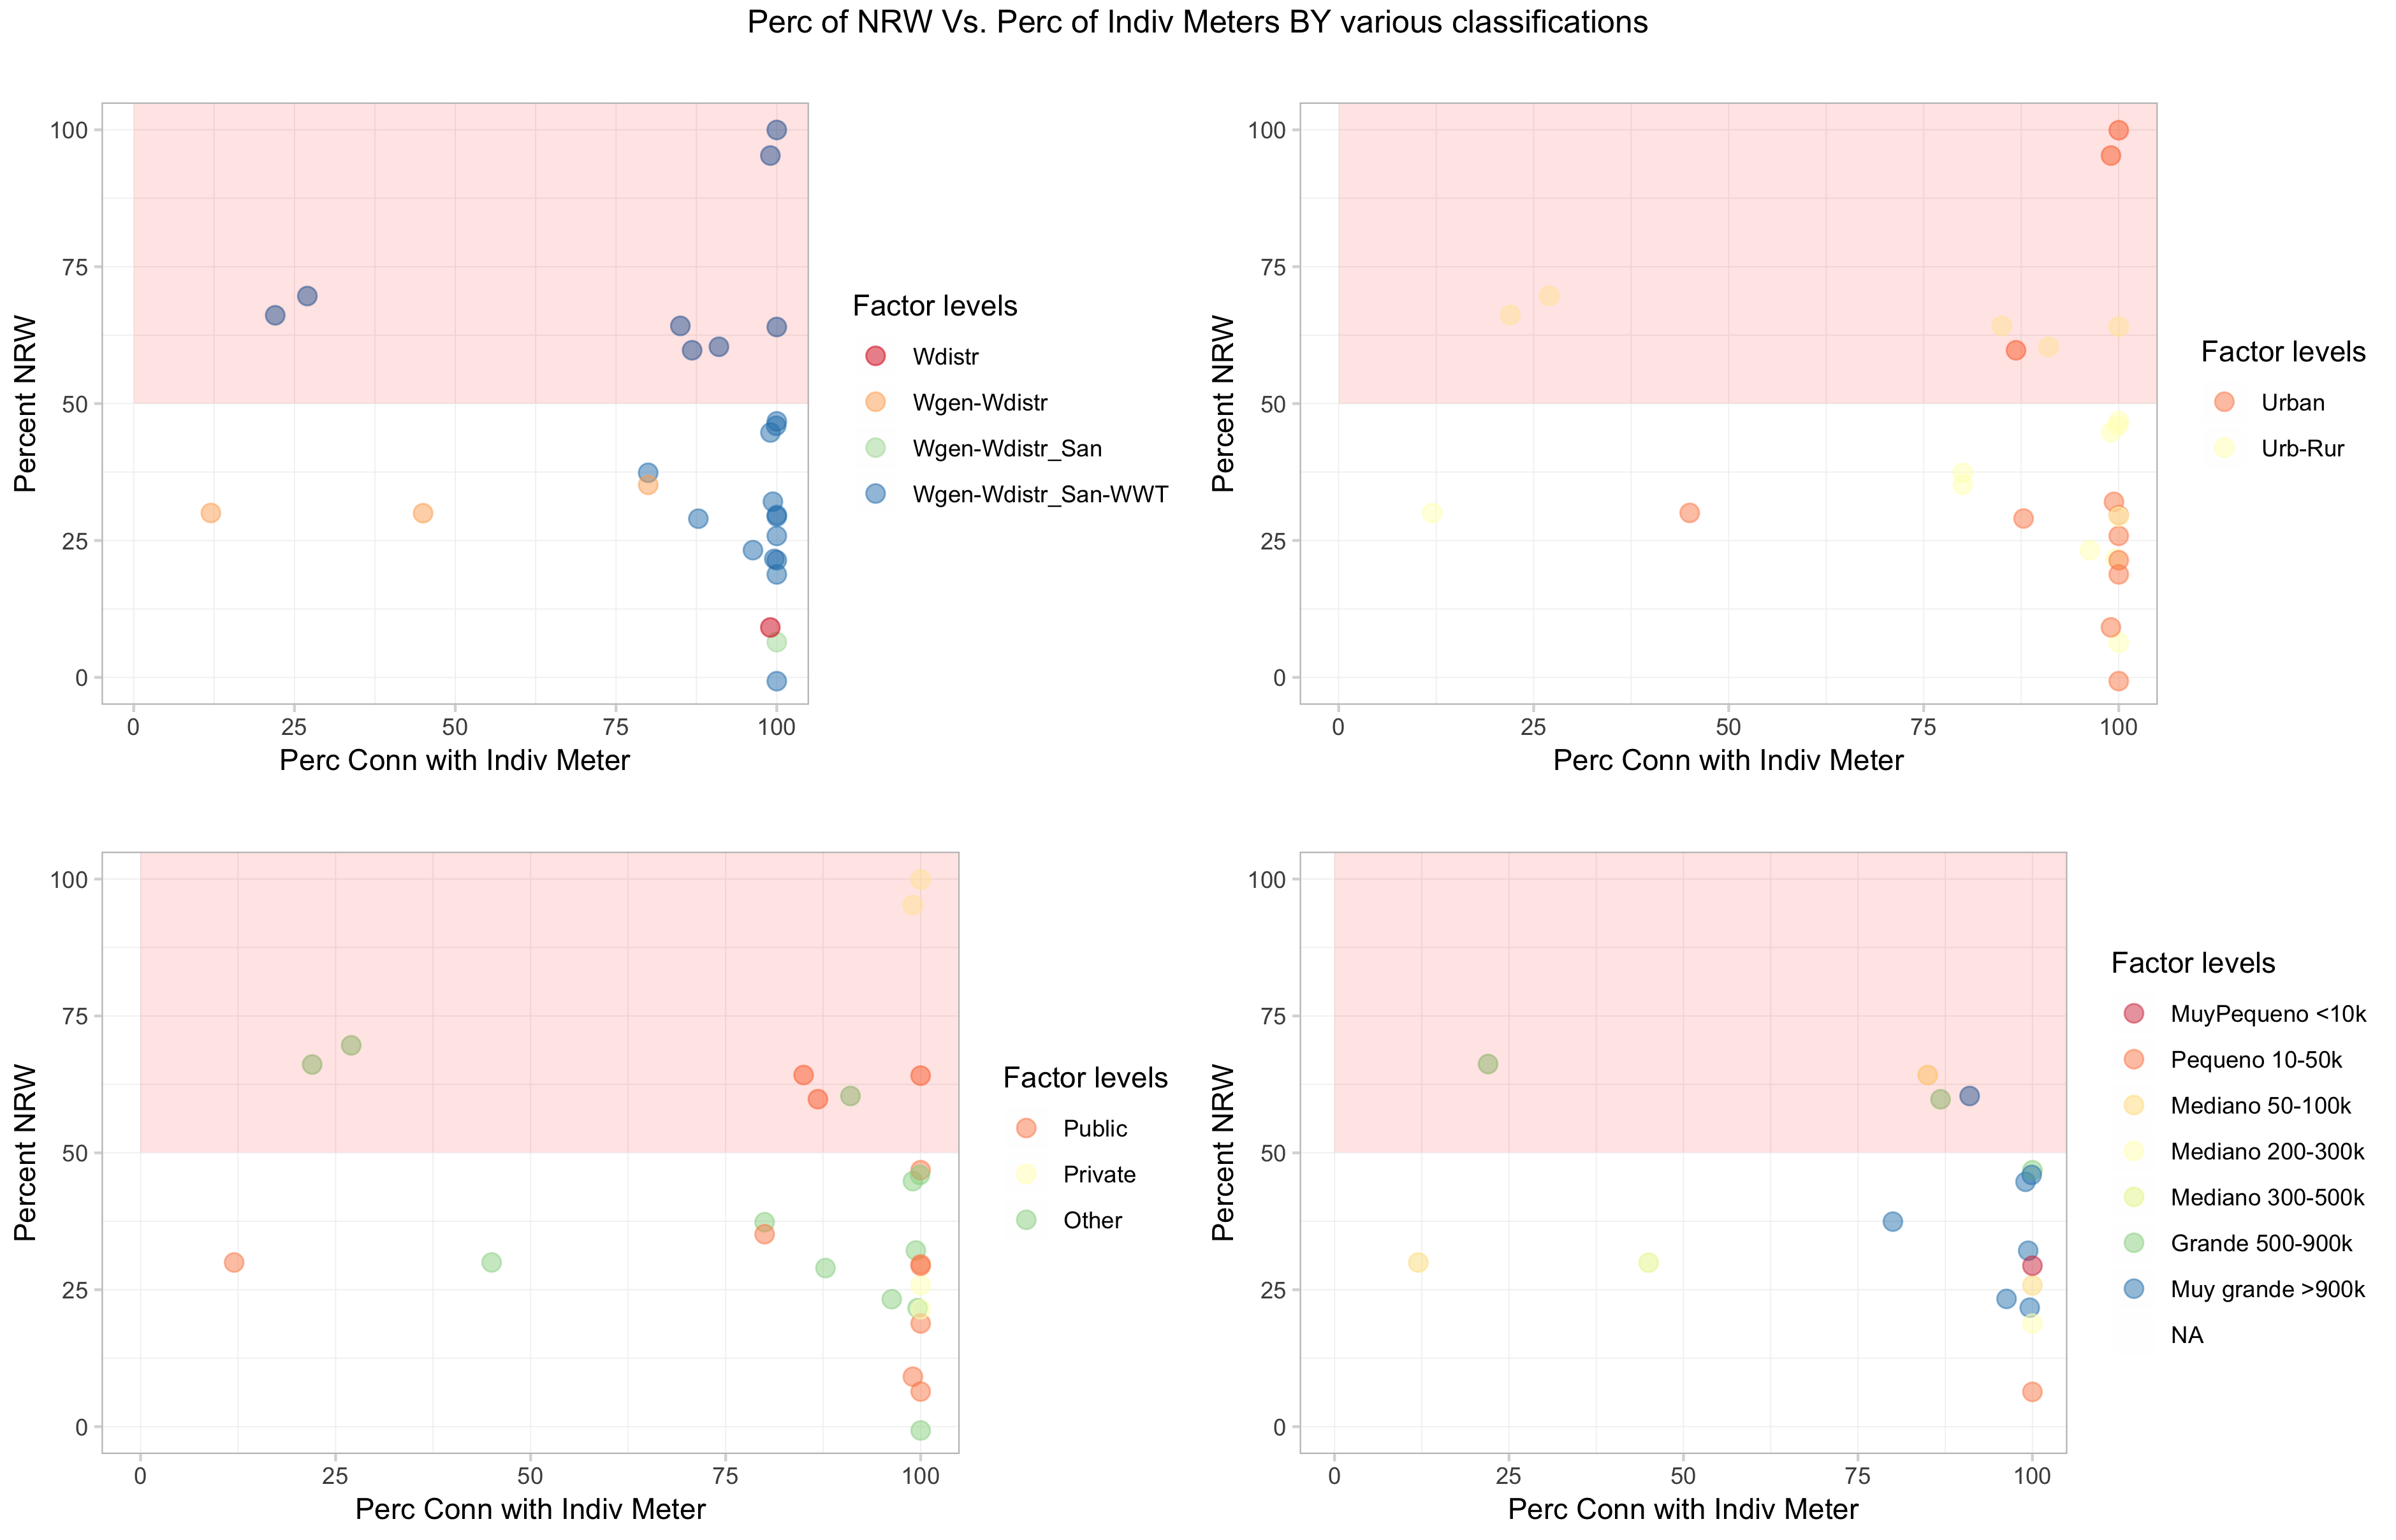 Perc of NRW Vs. Perc of Indiv Meters BY various classifications
100
75
50
25
0
Percent NRW
0 25 50 75 100
Perc Conn with Indiv Meter
Factor levels
Wdistr
Wgen-Wdistr
Wgen-Wdistr_San
Wgen-Wdistr_San-WWT
100
75
50
25
0
Percent NRW
0 25 50 75 100
Perc Conn with Indiv Meter
Factor levels
Urban
Urb-Rur
100
75
50
25
0
Percent NRW
0 25 50 75 100
Perc Conn with Indiv Meter
Factor levels
Public
Private
Other
100
75
50
25
0
Percent NRW
0 25 50 75 100
Perc Conn with Indiv Meter
Factor levels
MuyPequeno <10k
Pequeno 10-50k
Mediano 50-100k
Mediano 200-300k
Mediano 300-500k
Grande 500-900k
Muy grande >900k
NA